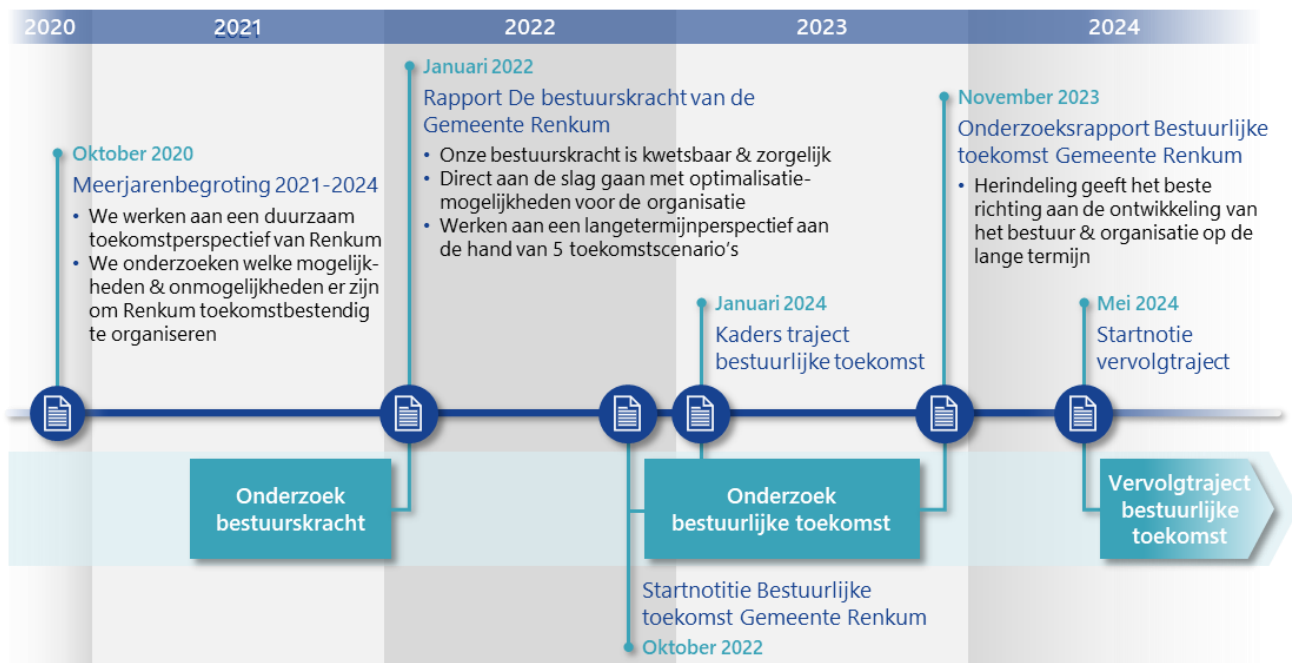 2020 2021 2022 2023 2024
Oktober 2020
Meerjarenbegroting 2021-2024
• We werken aan een duurzaam
toekomstperspectief van Renkum
• We onderzoeken welke mogelijk-
heden & onmogelijkheden er zijn
om Renkum toekomstbestendig
te organiseren
Januari 2022
Rapport De bestuurskracht van de
Gemeente Renkum
• Onze bestuurskracht is kwetsbaar & zorgelijk
• Direct aan de slag gaan met optimalisatie-
mogelijkheden voor de organisatie
• Werken aan een langetermijnperspectief aan
de hand van 5 toekomstscenario's
Januari 2024
Kaders traject
bestuurlijke toekomst
November 2023
Onderzoeksrapport Bestuurlijke
toekomst Gemeente Renkum
• Herindeling geeft het beste
richting aan de ontwikkeling van
het bestuur & organisatie op de
lange termijn
Mei 2024
Startnotie
vervolgtraject
Onderzoek
bestuurskracht
Onderzoek
bestuurlijke toekomst
Vervolgtraject
bestuurlijke
toekomst
Startnotitie Bestuurlijke
toekomst Gemeente Renkum
Oktober 2022